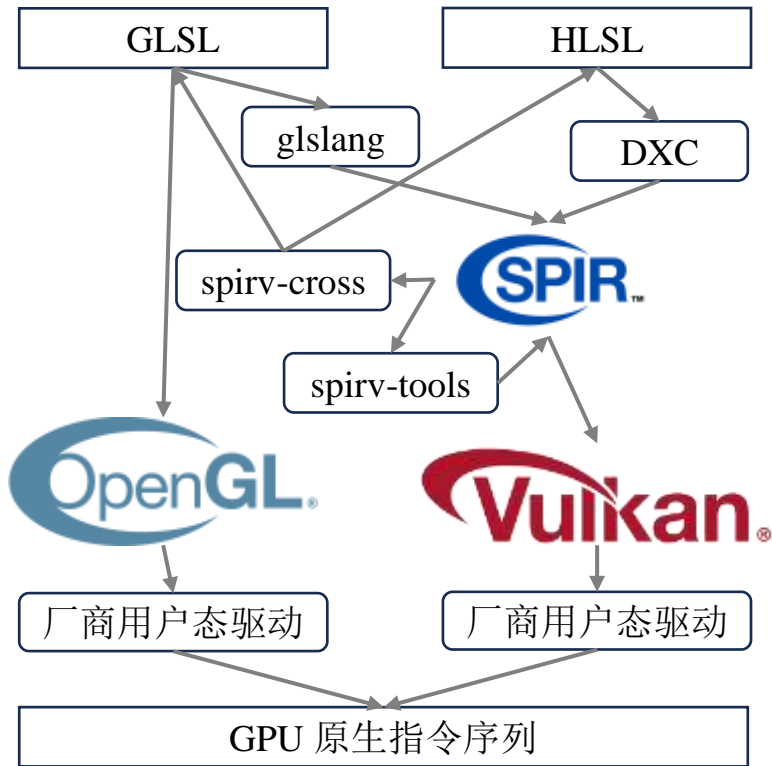 GLSL
HLSL
glslang
DXC
spirv-cross
SPIR™
spirv-tools
OpenGL®
Vulkan®
厂商用户态驱动
厂商用户态驱动
GPU 原生指令序列